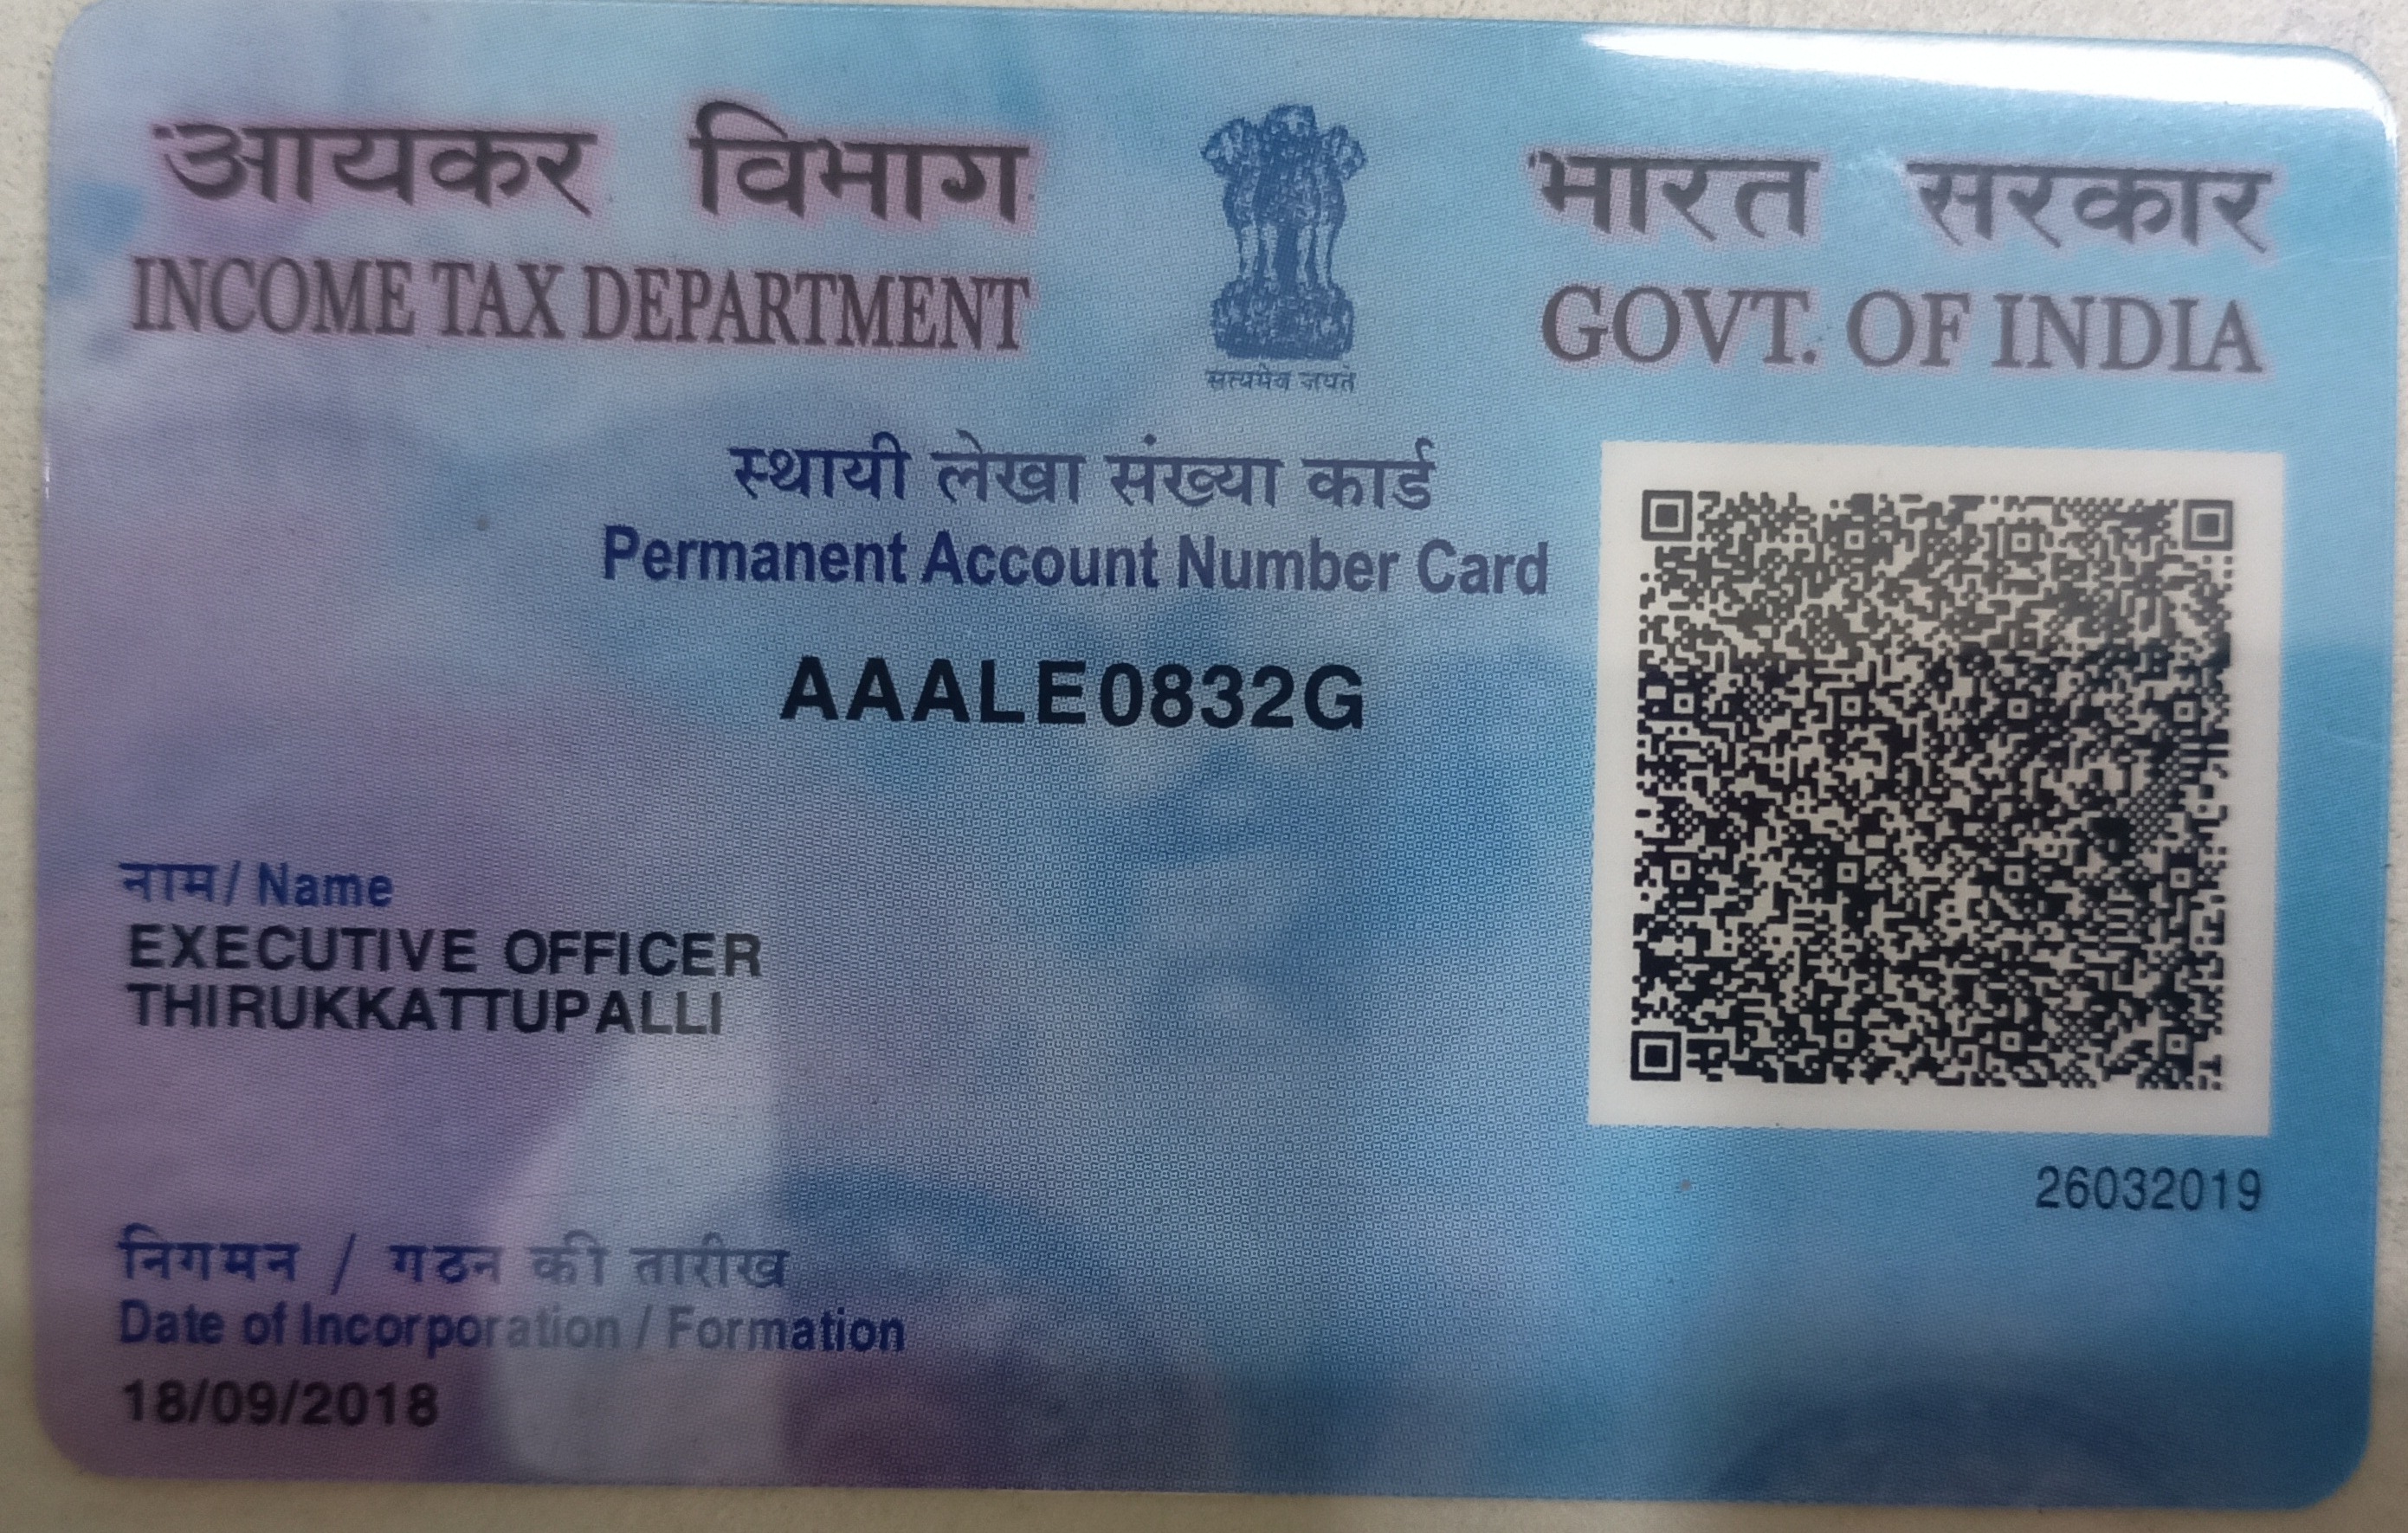 आयकर विभाग
INCOME TAX DEPARTMENT
सत्यमेव जयते
भारत सरकार
GOVT. OF INDIA
स्थायी लेखा संख्या कार्ड
Permanent Account Number Card
AAALE0832G
नाम/ Name
EXECUTIVE OFFICER
THIRUKKATTUPALLI
26032019
निगमन / गठन की तारीख
Date of Incorporation / Formation
18/09/2018